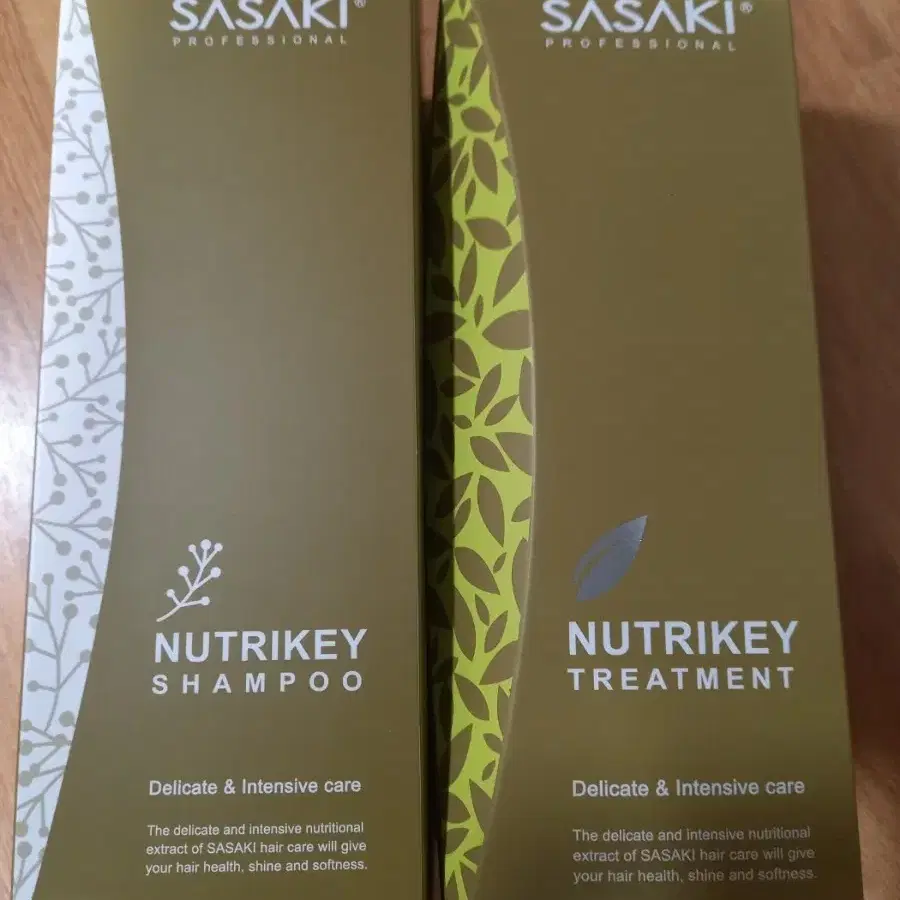 SASAKI®
PROFESSIONAL
NUTRIKEY
SHAMPOO
Delicate & Intensive care
The delicate and intensive nutritional
extract of SASAKI hair care will give
your hair health, shine and softness.
SASAKI®
PROFESSIONAL
NUTRIKEY
TREATMENT
Delicate & Intensive care
The delicate and intensive nutritional
extract of SASAKI hair care will give
your hair health, shine and softness.